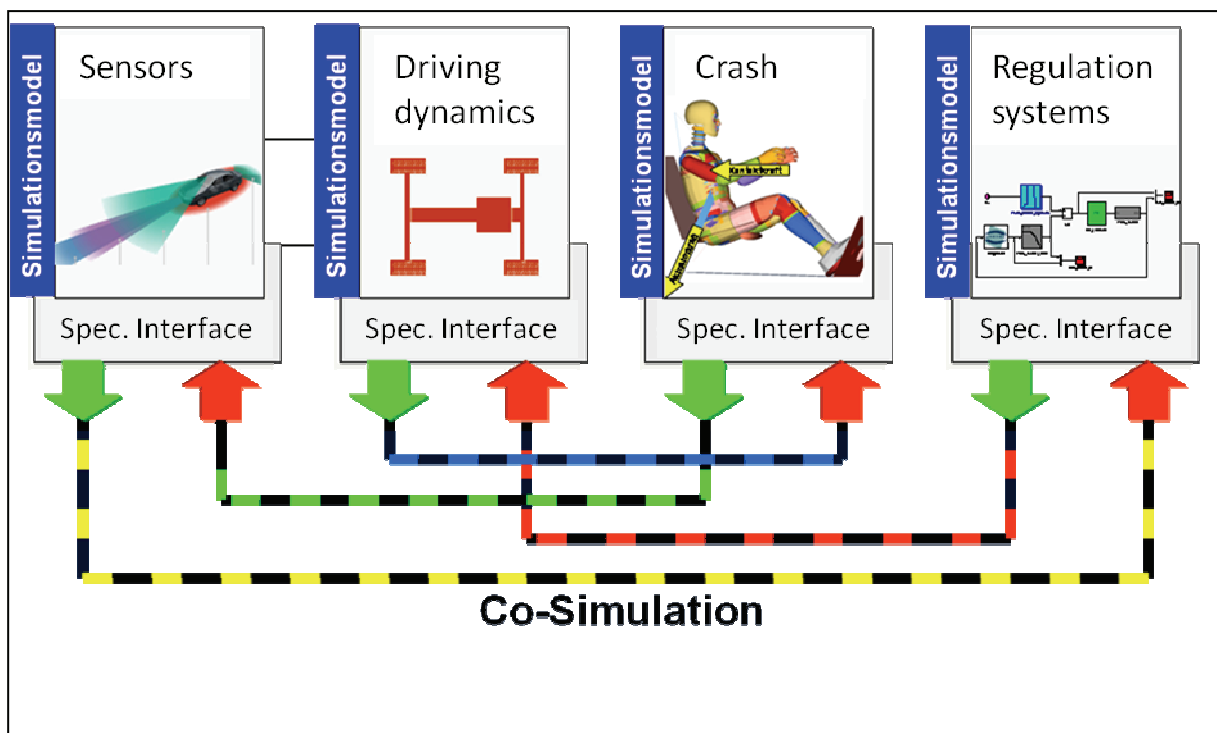 Simulationsmodel
Sensors
Spec. Interface
Simulationsmodel
Driving
dynamics
Spec. Interface
Simulationsmodel
Crash
Spec. Interface
Simulationsmodel
Regulation
systems
Spec. Interface
Co-Simulation